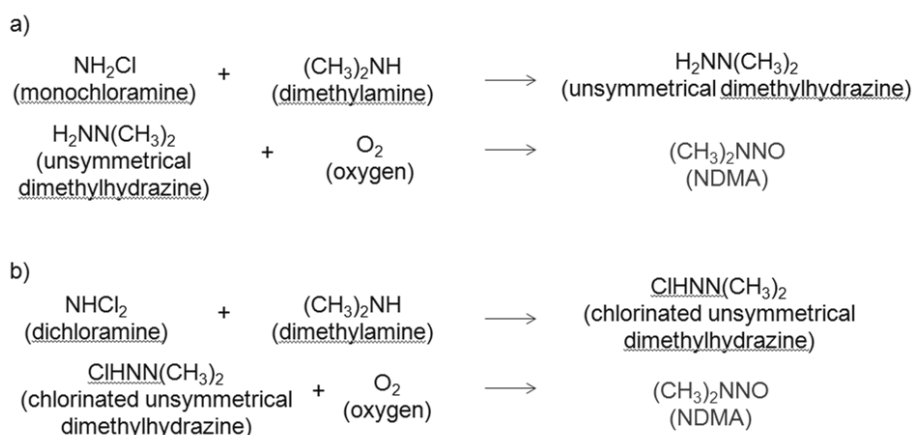 a)
NH₂Cl + (CH₃)₂NH → H₂NN(CH₃)₂
(monochloramine) (dimethylamine) (unsymmetrical dimethylhydrazine)
H₂NN(CH₃)₂ + O₂ → (CH₃)₂NNO
(unsymmetrical (oxygen) (NDMA)
dimethylhydrazine)
b)
NHCl₂ + (CH₃)₂NH → ClHNN(CH₃)₂
(dichloramine) (dimethylamine) (chlorinated unsymmetrical
dimethylhydrazine)
ClHNN(CH₃)₂ + O₂ → (CH₃)₂NNO
(chlorinated unsymmetrical (oxygen) (NDMA)
dimethylhydrazine)